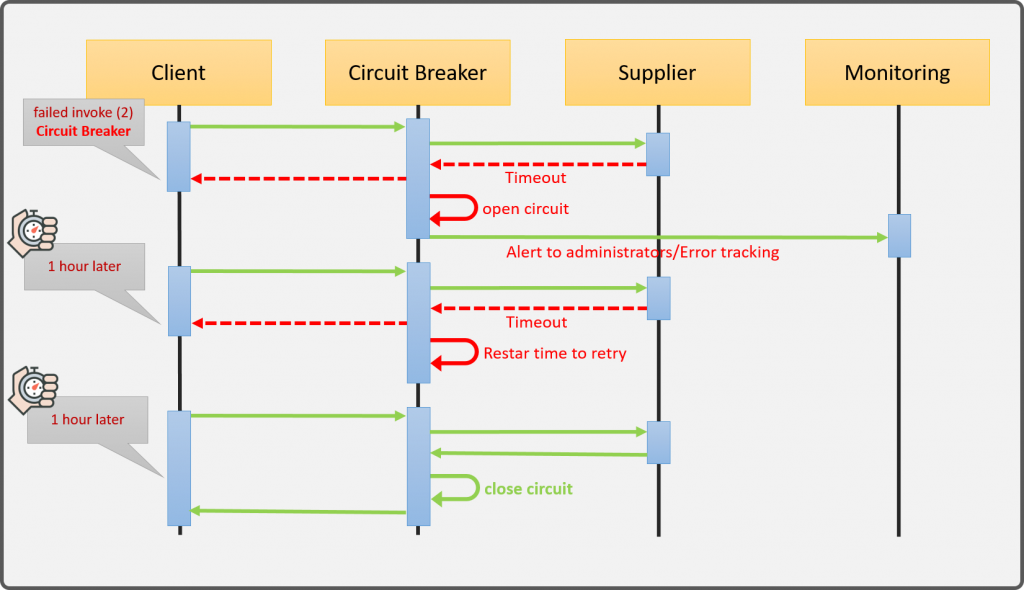 Client
Circuit Breaker
Supplier
Monitoring
failed invoke (2)
Circuit Breaker
Timeout
open circuit
Alert to administrators/Error tracking
1 hour later
Timeout
Restar time to retry
1 hour later
close circuit